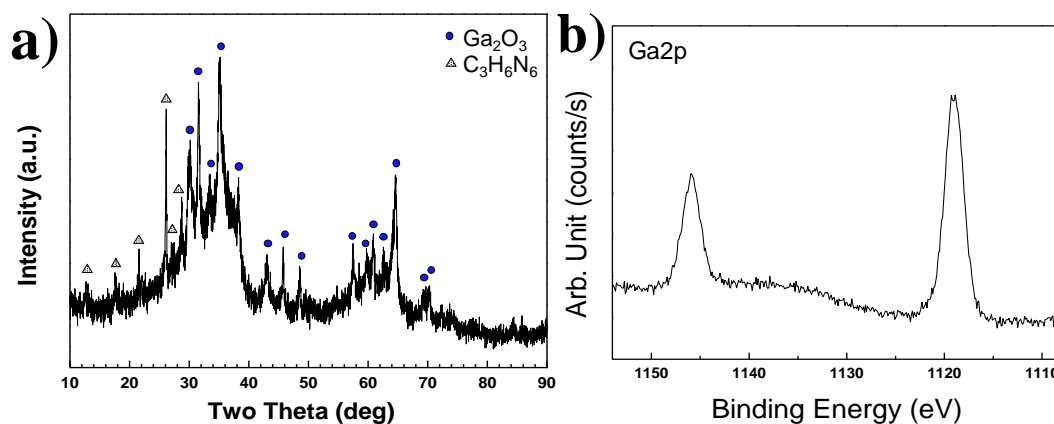 a)
Ga₂O₃
C₃H₆N₆
Intensity (a.u.)
10 20 30 40 50 60 70 80 90
Two Theta (deg)
b)
Ga2p
Arb. Unit (counts/s)
1150 1140 1130 1120 1110
Binding Energy (eV)